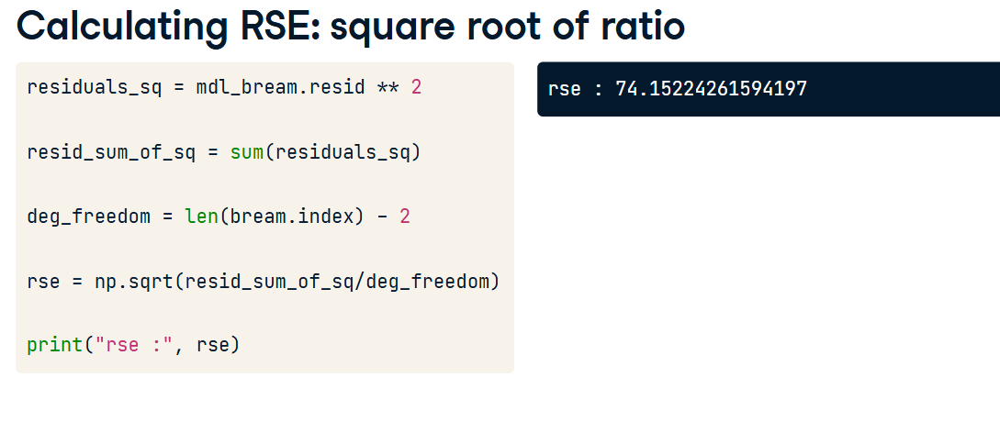 Calculating RSE: square root of ratio
residuals_sq = mdl_bream.resid ** 2
resid_sum_of_sq = sum(residuals_sq)
deg_freedom = len(bream.index) - 2
rse = np.sqrt(resid_sum_of_sq/deg_freedom)
print("rse :", rse)
rse : 74.15224261594197